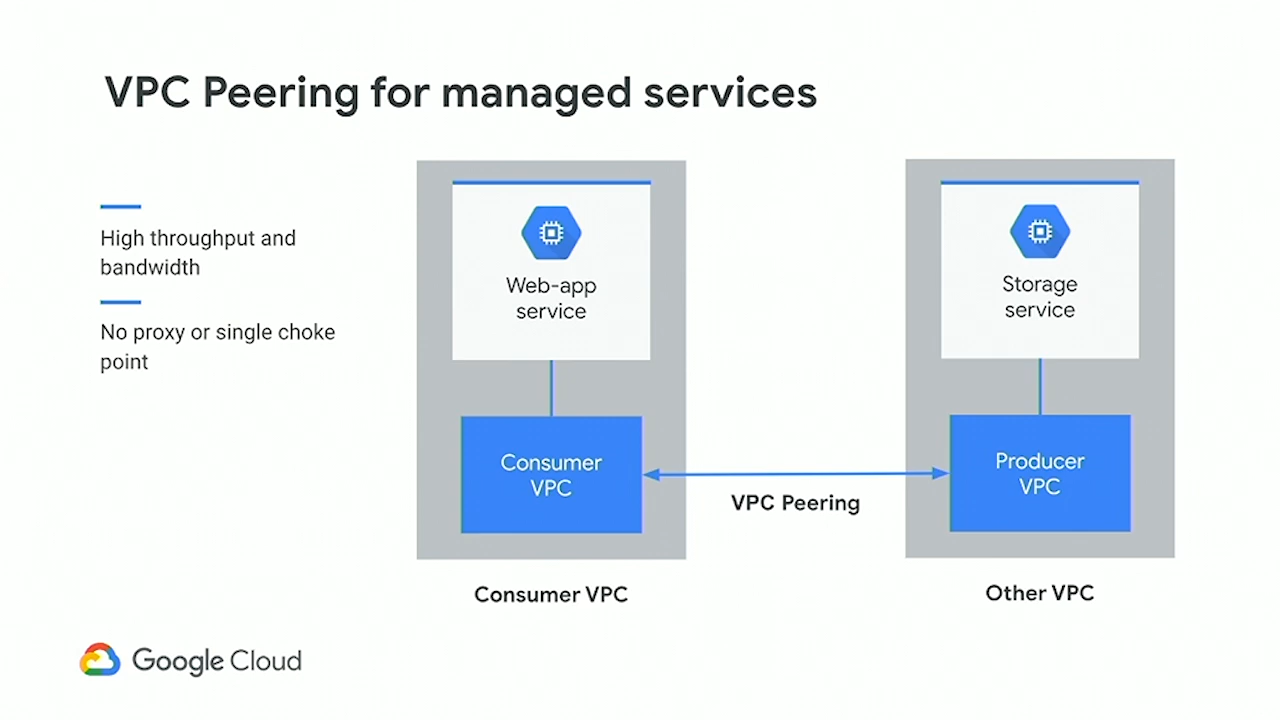 VPC Peering for managed services
High throughput and
bandwidth
No proxy or single choke
point
Web-app
service
Consumer
VPC
Consumer VPC
VPC Peering
Storage
service
Producer
VPC
Other VPC
Google Cloud